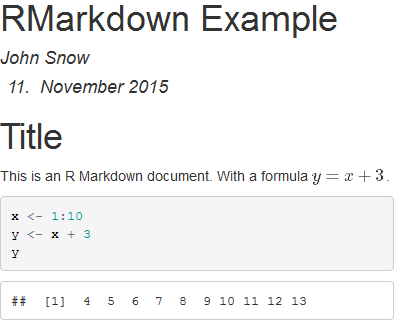 RMarkdown Example
John Snow
11. November 2015
Title
This is an R Markdown document. With a formula y = x + 3.
x <- 1:10
y <- x + 3
y
##  [1]  4  5  6  7  8  9 10 11 12 13